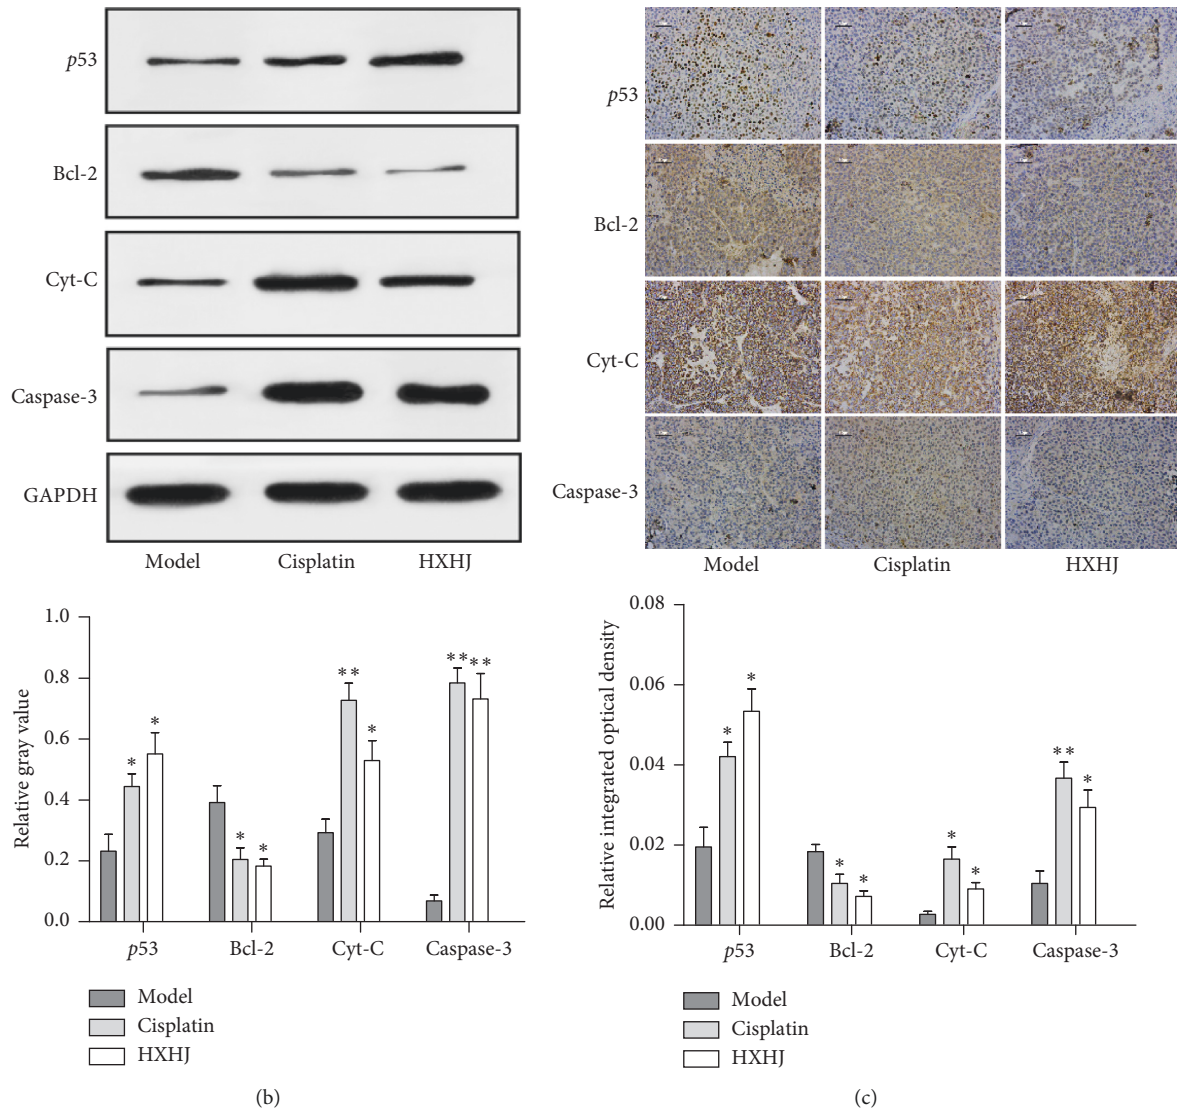 p53
Bcl-2
Cyt-C
Caspase-3
GAPDH
Model Cisplatin HXHJ
p53
Bcl-2
Cyt-C
Caspase-3
Model Cisplatin HXHJ
Relative gray value
1.0
0.8
0.6
0.4
0.2
0.0
* *
* *
** *
** **
p53 Bcl-2 Cyt-C Caspase-3
Model
Cisplatin
HXHJ
(b)
Relative integrated optical density
0.08
0.06
0.04
0.02
0.00
* *
* *
* *
** *
p53 Bcl-2 Cyt-C Caspase-3
Model
Cisplatin
HXHJ
(c)